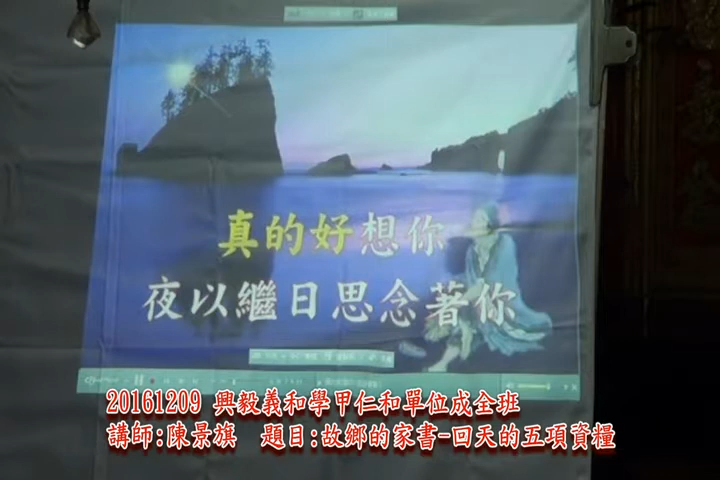 真的好想你
夜以繼日思念著你
20161209 興毅義和學甲仁和單位成全班
講師:陳景旗 題目:故鄉的家書-回天的五項資糧